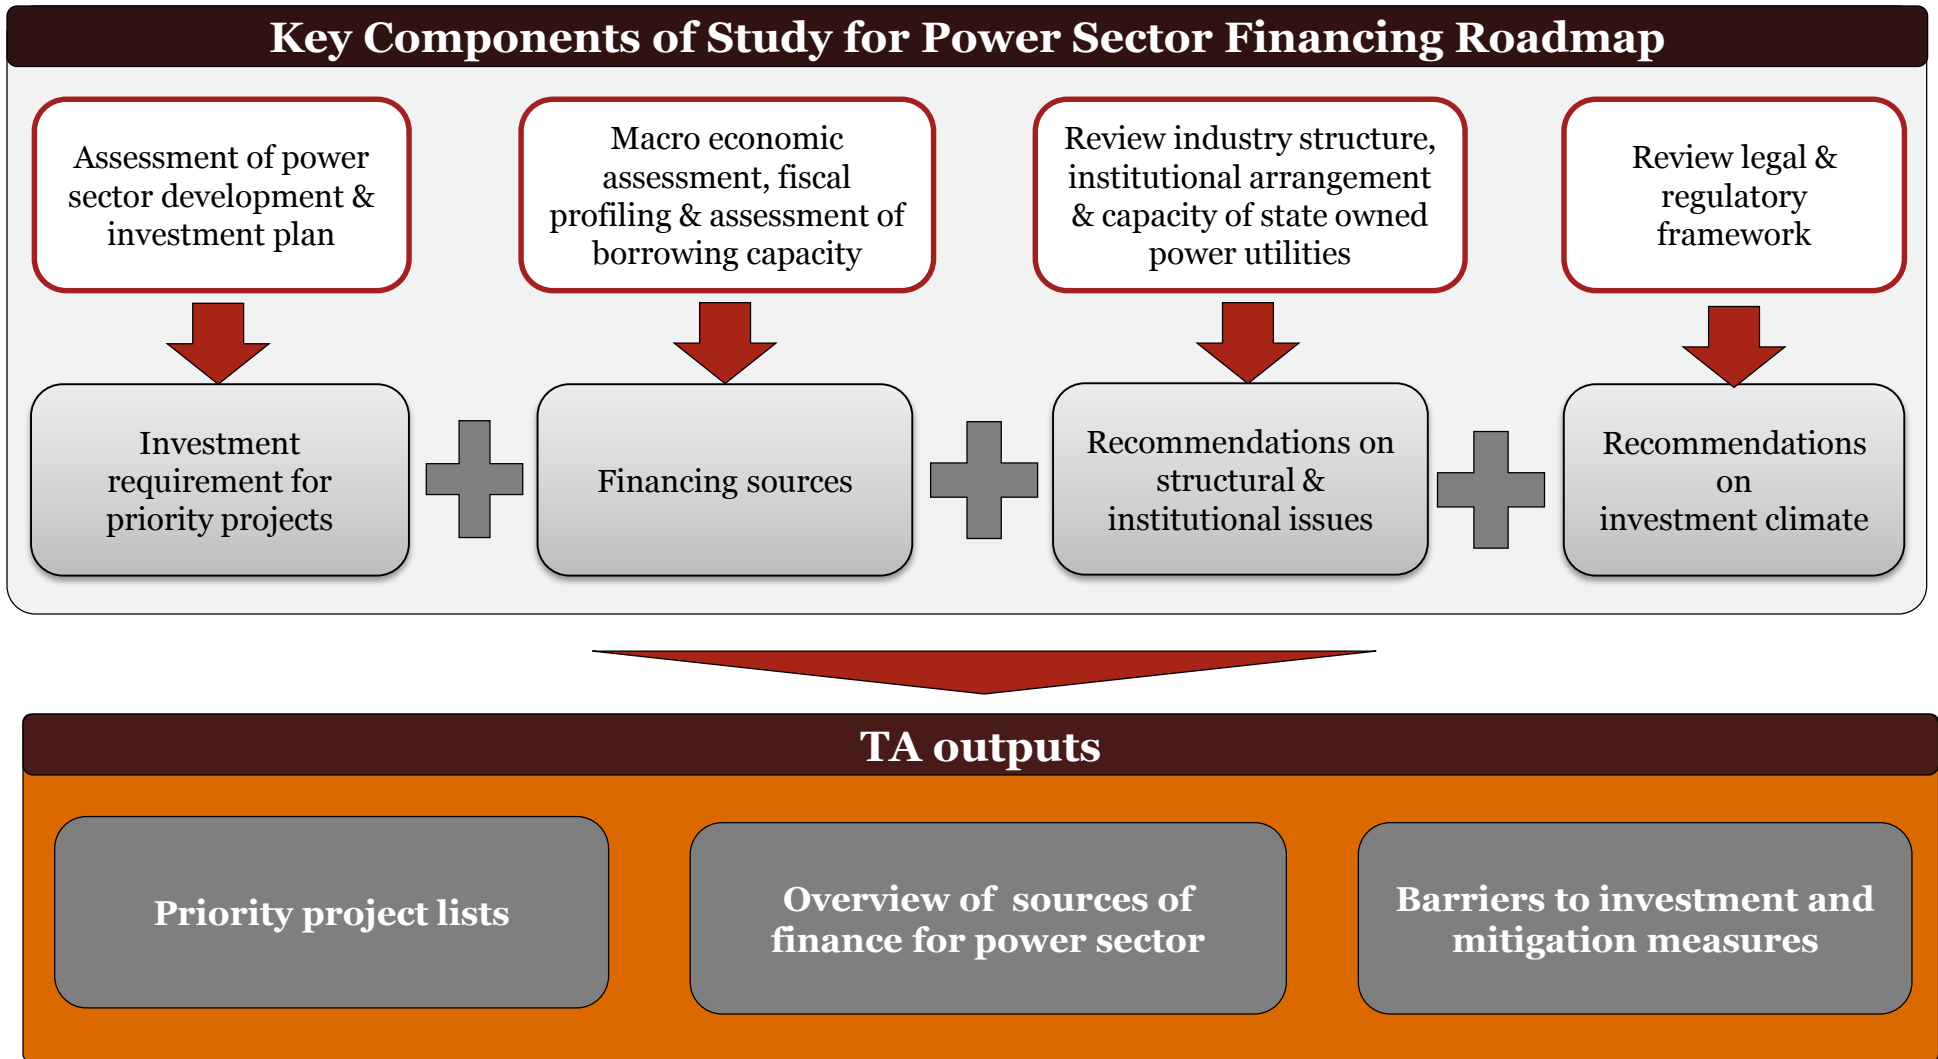 Key Components of Study for Power Sector Financing Roadmap
Assessment of power
sector development &
investment plan
Macro economic
assessment, fiscal
profiling & assessment of
borrowing capacity
Review industry structure,
institutional arrangement
& capacity of state owned
power utilities
Review legal &
regulatory
framework
Investment
requirement for
priority projects
Financing sources
Recommendations on
structural &
institutional issues
Recommendations
on
investment climate
TA outputs
Priority project lists
Overview of sources of
finance for power sector
Barriers to investment and
mitigation measures